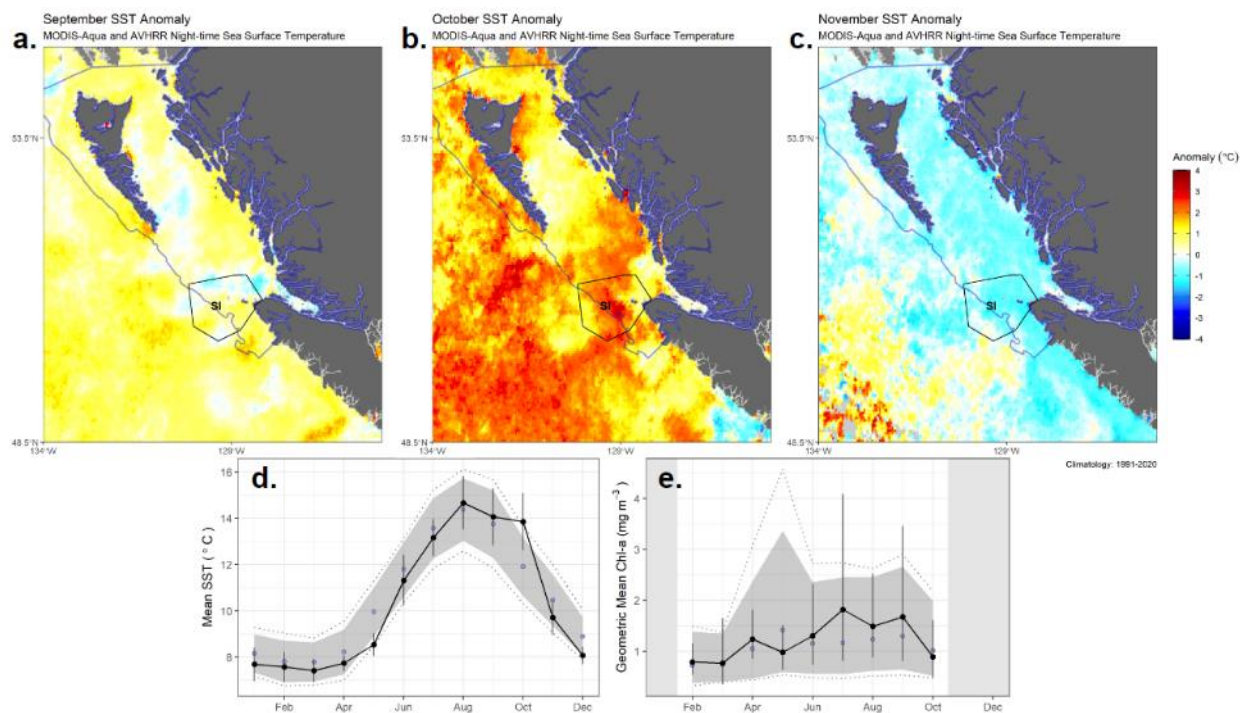 September SST Anomaly
a. MODIS-Aqua and AVHRR Night-time Sea Surface Temperature
53.5°N
48.5°N
134°W
129°W
SI
October SST Anomaly
b. MODIS-Aqua and AVHRR Night-time Sea Surface Temperature
53.5°N
48.5°N
134°W
129°W
SI
November SST Anomaly
c. MODIS-Aqua and AVHRR Night-time Sea Surface Temperature
53.5°N
48.5°N
134°W
129°W
SI
Anomaly (°C)
4
3
2
1
0
-1
-2
-3
-4
Climatology: 1991-2020
d.
Mean SST ( ° C )
16
14
12
10
8
Feb Apr Jun Aug Oct Dec
e.
Geometric Mean Chl-a (mg m⁻³)
4
3
2
1
Feb Apr Jun Aug Oct Dec